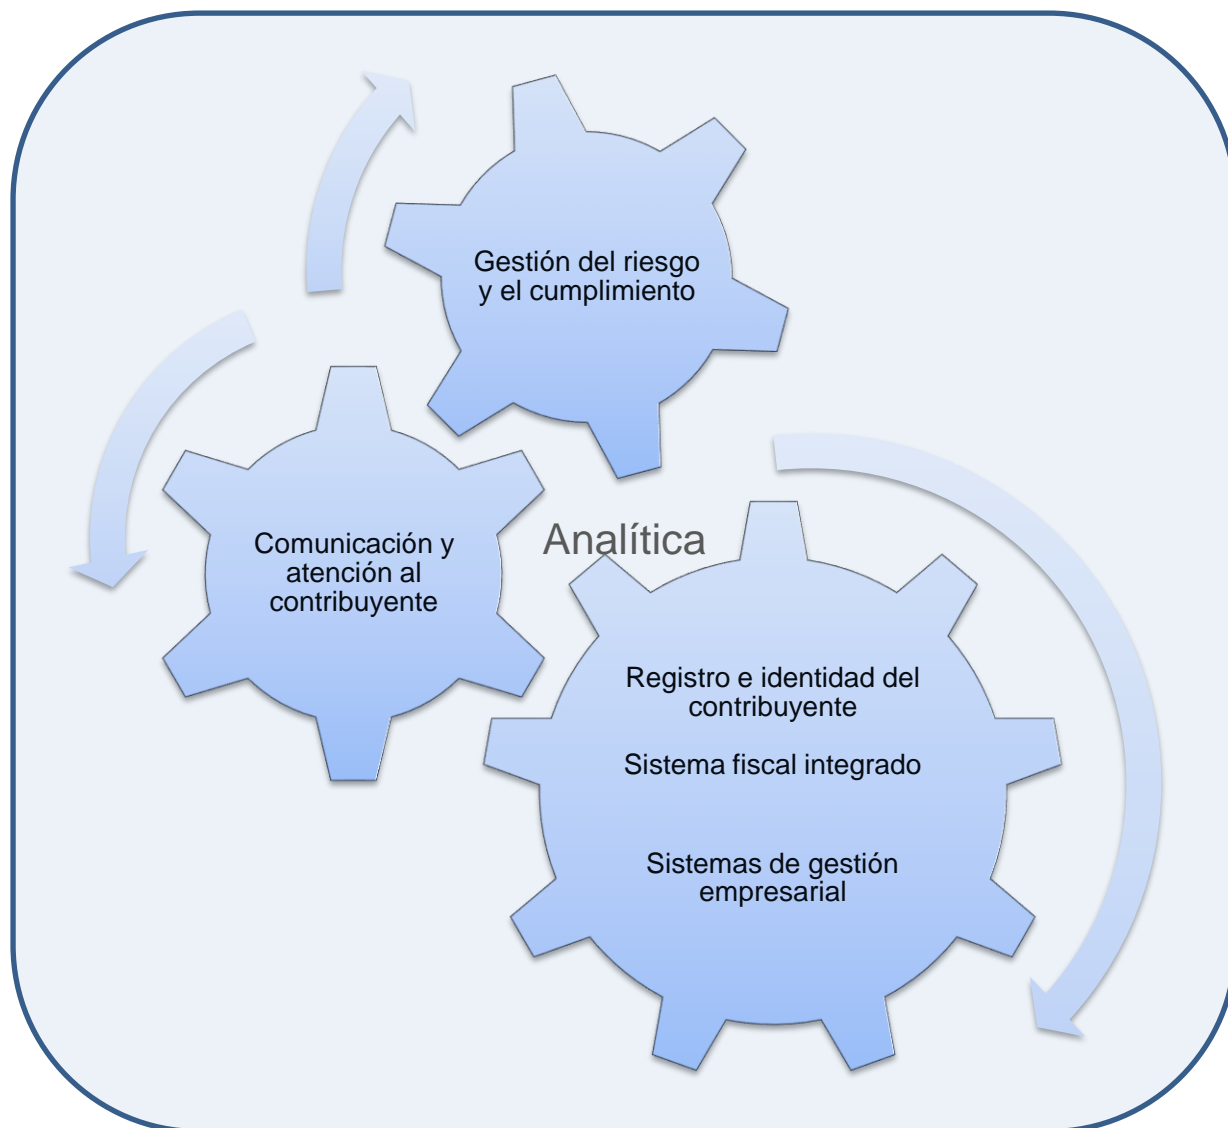 Gestión del riesgo
y el cumplimiento
Analítica
Comunicación y
atención al
contribuyente
Registro e identidad del
contribuyente
Sistema fiscal integrado
Sistemas de gestión
empresarial